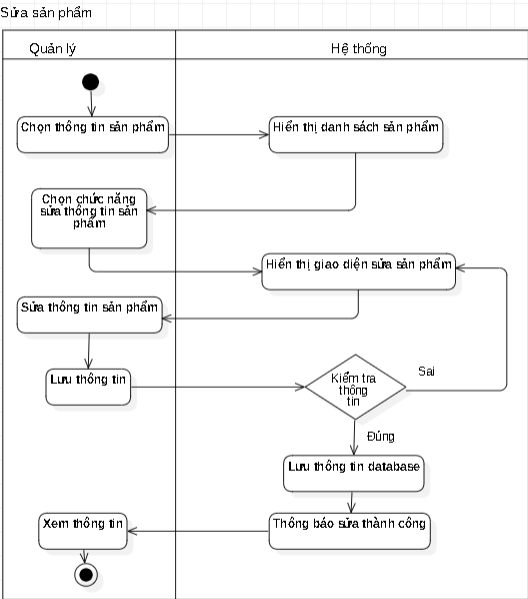 Sửa sản phẩm
Quản lý
Hệ thống
Chọn thông tin sản phẩm
Hiển thị danh sách sản phẩm
Chọn chức năng
sửa thông tin sản
phẩm
Hiển thị giao diện sửa sản phẩm
Sửa thông tin sản phẩm
Lưu thông tin
Kiểm tra
thông
tin
Sai
Đúng
Lưu thông tin database
Xem thông tin
Thông báo sửa thành công